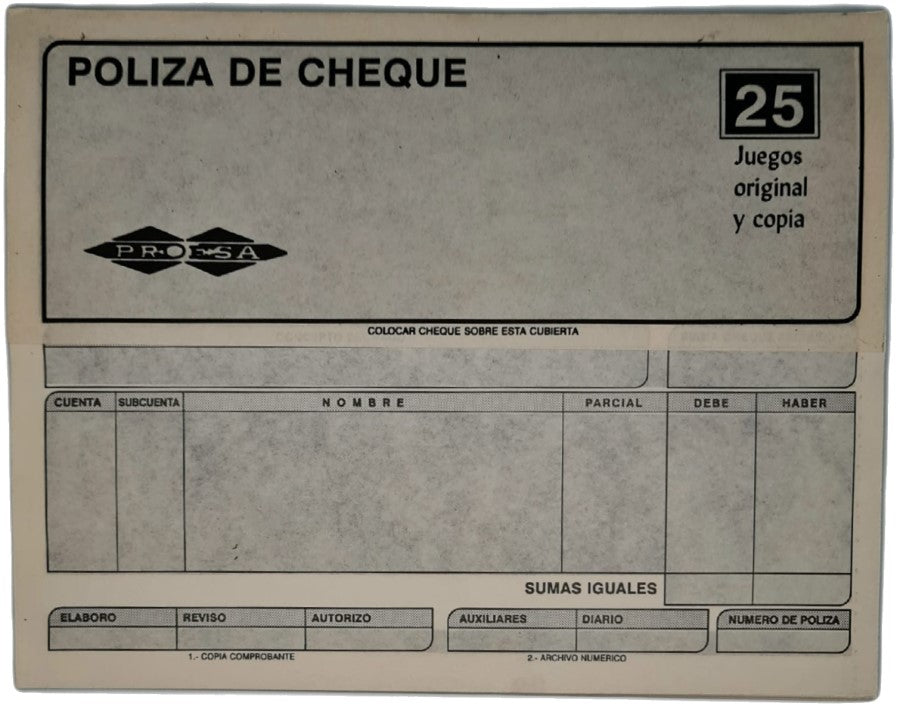 POLIZA DE CHEQUE
25
Juegos
original
y copia
COLOCAR CHEQUE SOBRE ESTA CUBIERTA
CUENTA SUBCUENTA NOMBRE PARCIAL DEBE HABER
SUMAS IGUALES
ELABORO REVISO AUTORIZO AUXILIARES DIARIO NUMERO DE POLIZA
1.- COPIA COMPROBANTE 2.- ARCHIVO NUMERICO